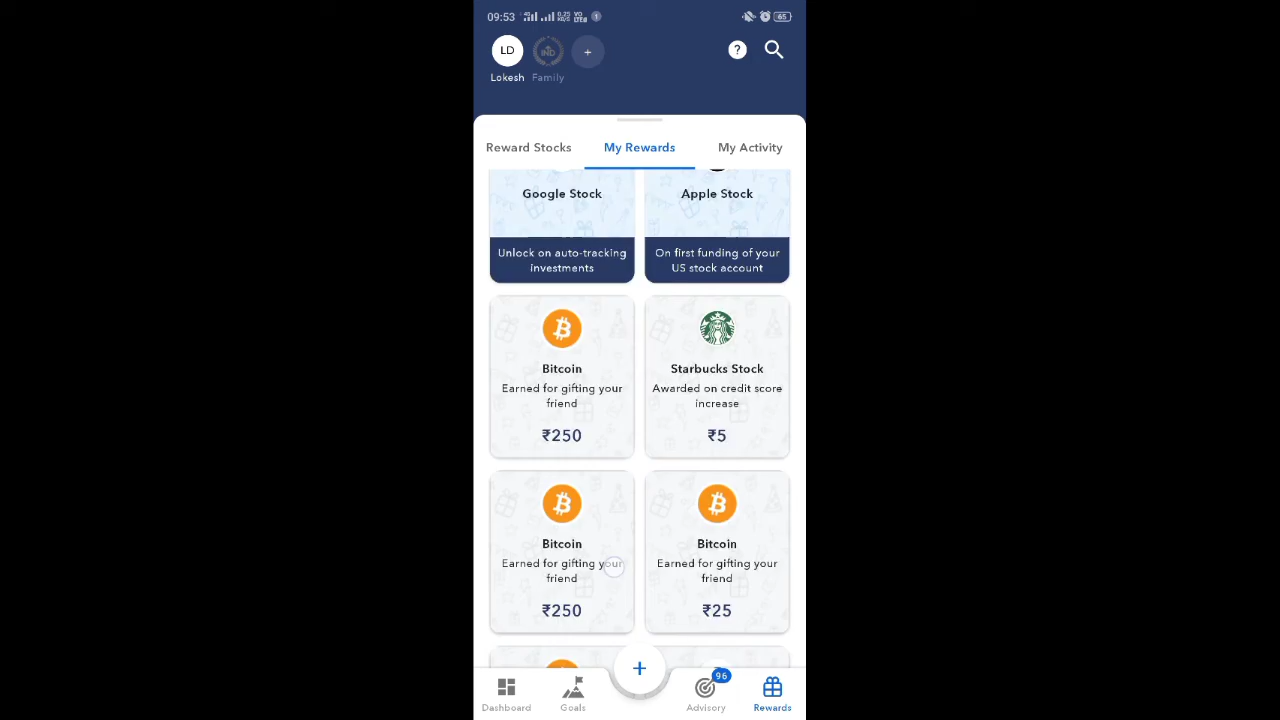 09:53
65
LD
IND
+
?
Lokesh
Family
Reward Stocks
My Rewards
My Activity
Google Stock
Apple Stock
Unlock on auto-tracking
investments
On first funding of your
US stock account
Bitcoin
Earned for gifting your
friend
₹250
Starbucks Stock
Awarded on credit score
increase
₹5
Bitcoin
Earned for gifting your
friend
₹250
Bitcoin
Earned for gifting your
friend
₹25
+
96
Dashboard
Goals
Advisory
Rewards